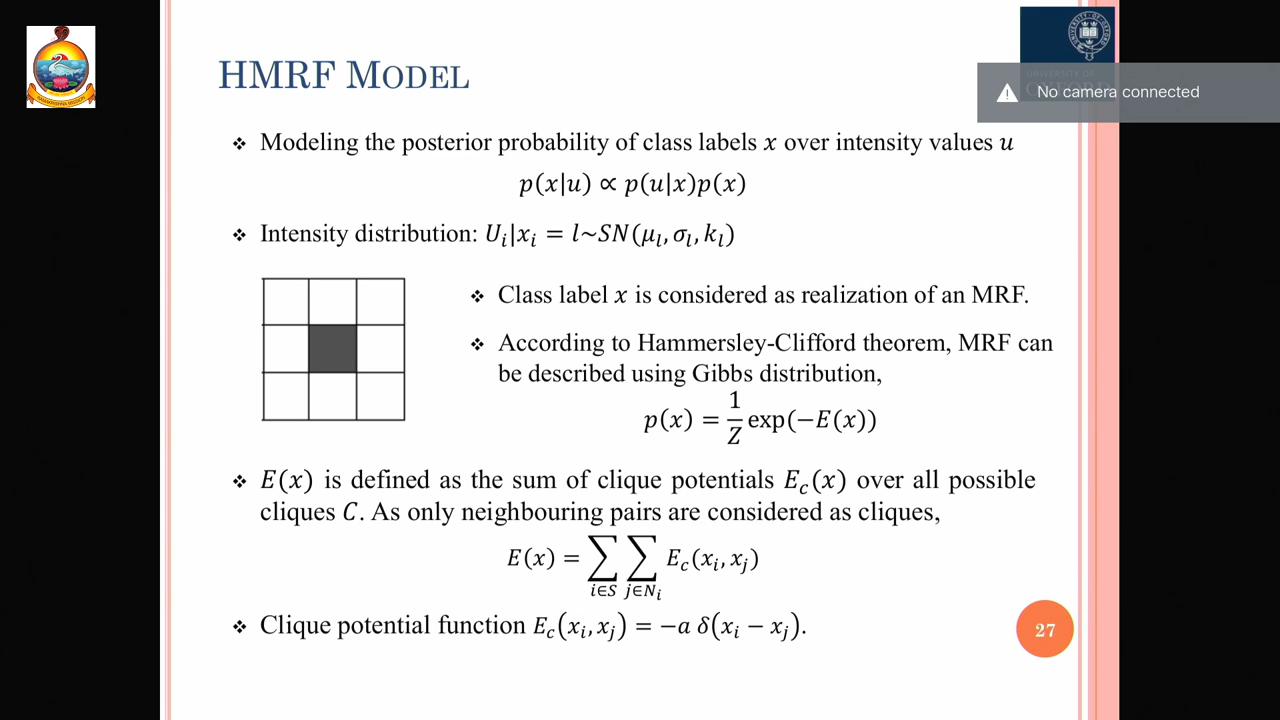 HMRF MODEL
UNIVERSITY OF OXFORD
No camera connected
❖ Modeling the posterior probability of class labels x over intensity values u
p(x|u) ∝ p(u|x)p(x)
❖ Intensity distribution: U_i|x_i = l~SN(μ_l, σ_l, k_l)
❖ Class label x is considered as realization of an MRF.
❖ According to Hammersley-Clifford theorem, MRF can
be described using Gibbs distribution,
p(x) = 1/Z exp(−E(x))
❖ E(x) is defined as the sum of clique potentials E_c(x) over all possible
cliques C. As only neighbouring pairs are considered as cliques,
E(x) = ∑_{i∈S} ∑_{j∈N_i} E_c(x_i, x_j)
❖ Clique potential function E_c(x_i, x_j) = −a δ(x_i − x_j).
27